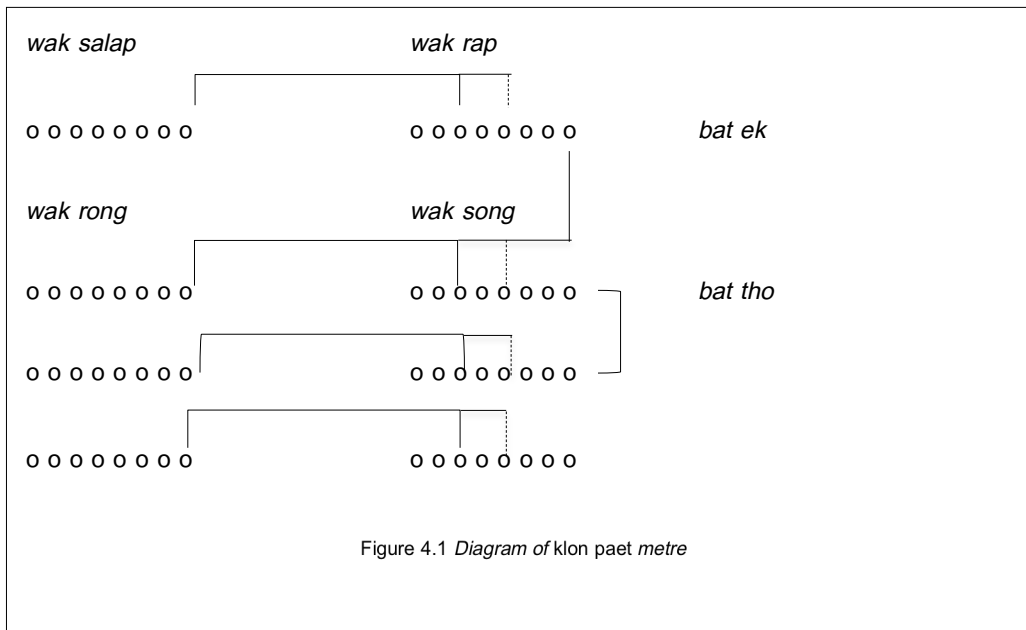 wak salap wak rap
o o o o o o o o o o o o o o o o bat ek
wak rong wak song
o o o o o o o o o o o o o o o o bat tho
o o o o o o o o o o o o o o o o
o o o o o o o o o o o o o o o o
Figure 4.1 Diagram of klon paet metre